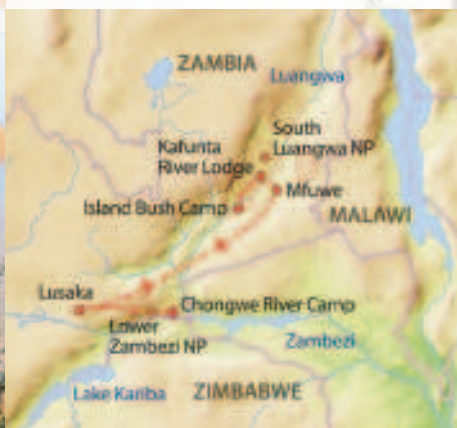 ZAMBIA
Luangwa
South
Luangwa NP
Kafunta
River Lodge
Mfuwe
Island Bush Camp
MALAWI
Lusaka
Chongwe River Camp
Lower
Zambezi NP
Zambezi
Lake Kariba
ZIMBABWE